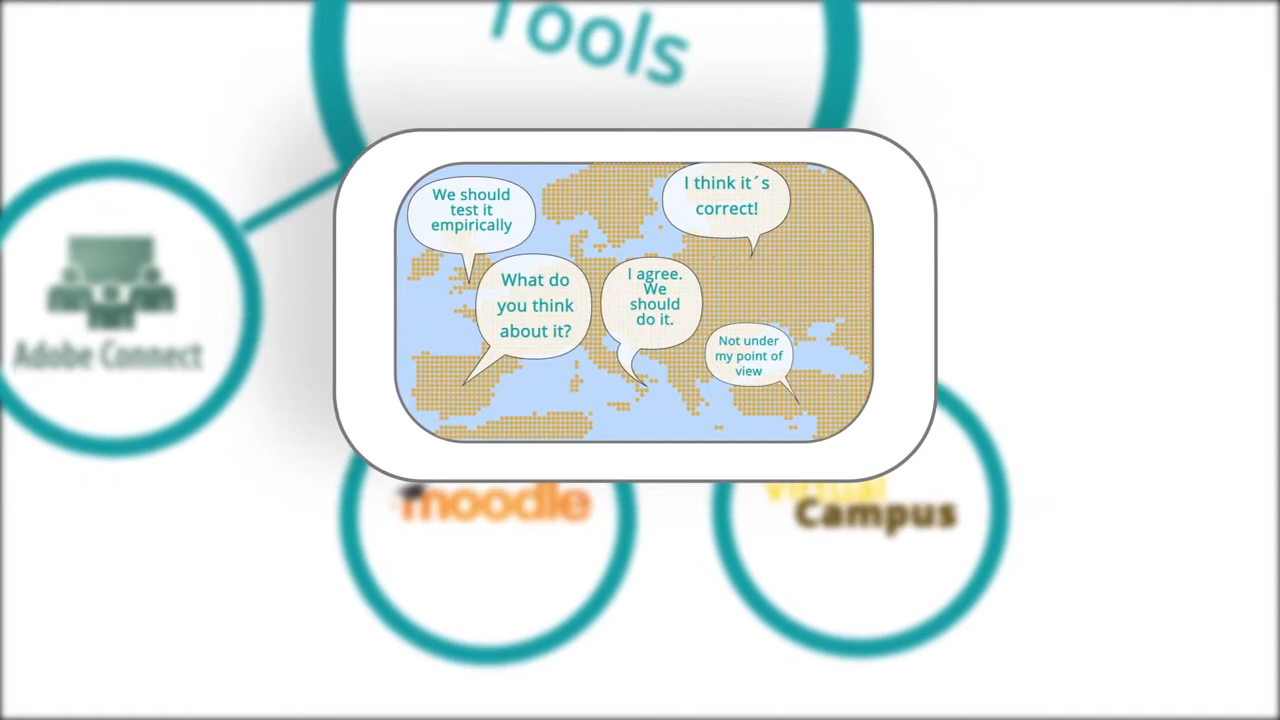 Tools
We should
test it
empirically
I think it´s
correct!
What do
you think
about it?
I agree.
We
should
do it.
Not under
my point of
view
Adobe Connect
moodle
Virtual
Campus